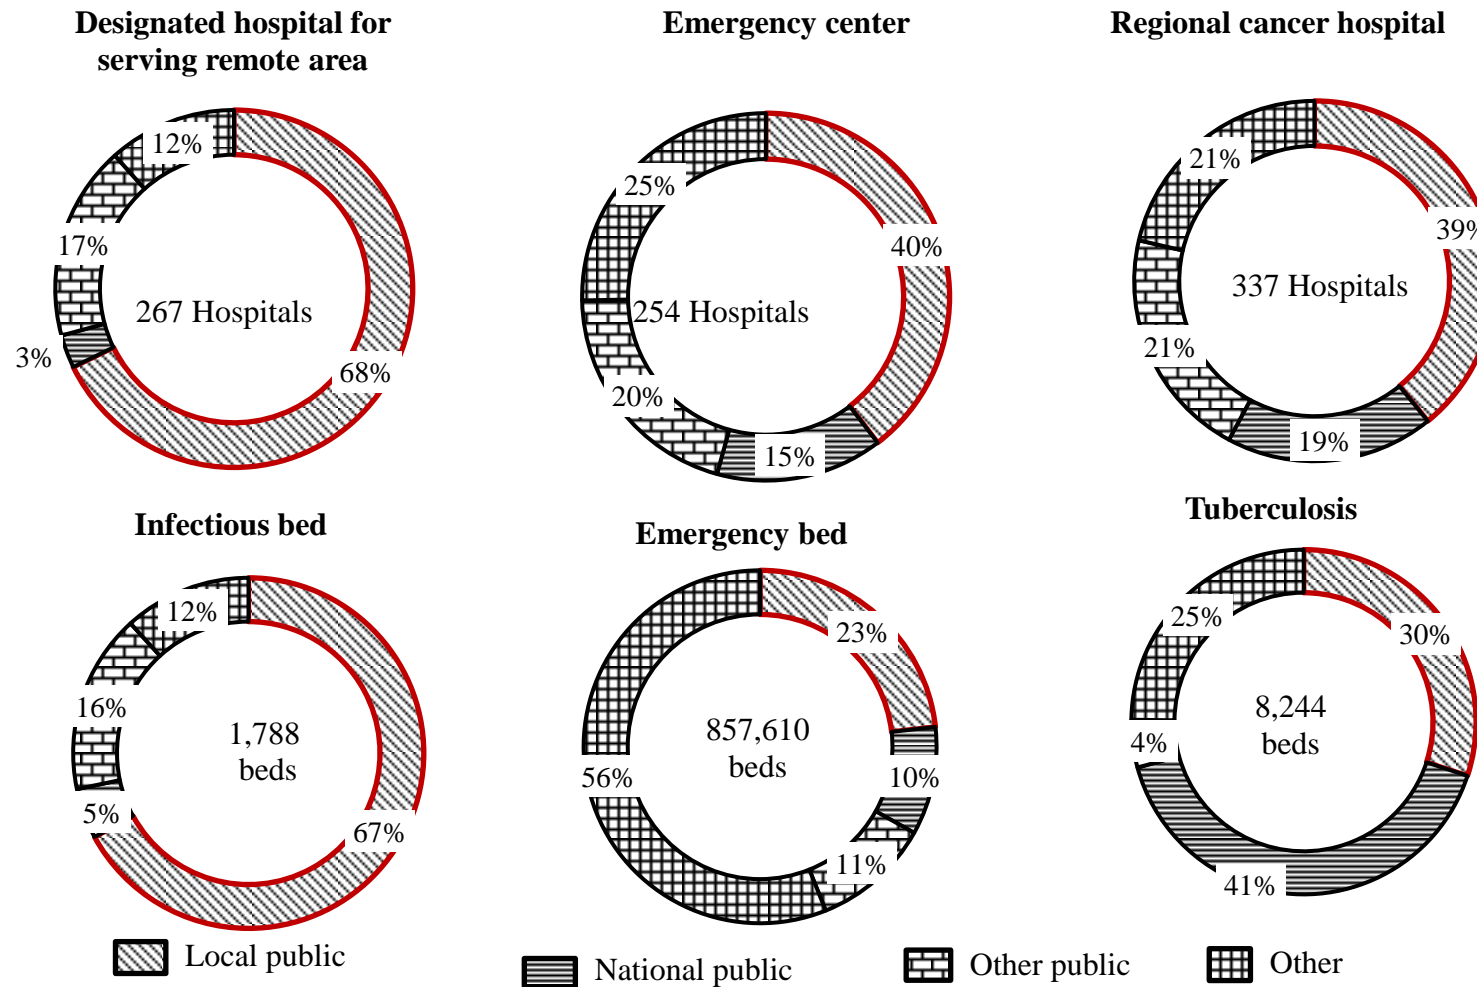 Designated hospital for
serving remote area
12%
17%
267 Hospitals
3%
68%
Emergency center
25%
40%
254 Hospitals
20%
15%
Regional cancer hospital
21%
39%
337 Hospitals
21%
19%
Infectious bed
12%
16%
1,788
beds
5%
67%
Emergency bed
23%
857,610
beds
56%
10%
11%
Tuberculosis
25%
30%
8,244
beds
4%
41%
Local public
National public
Other public
Other